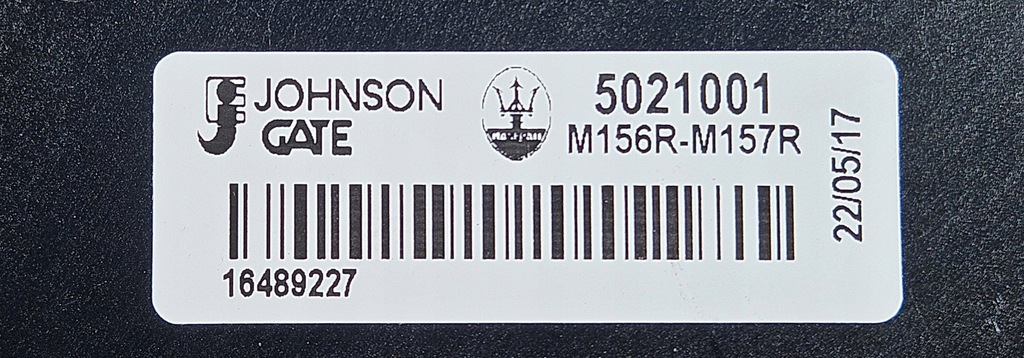 JOHNSON
GATE
5021001
M156R-M157R
22/05/17
16489227